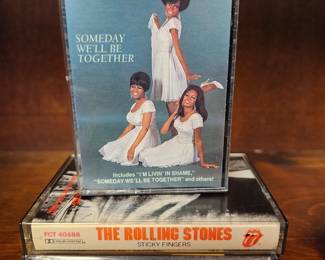 SOMEDAY
WE'LL BE
TOGETHER
Includes "I'M LIVIN' IN SHAME,"
"SOMEDAY WE'LL BE TOGETHER" and others!
FCT 40488
THE ROLLING STONES
STICKY FINGERS